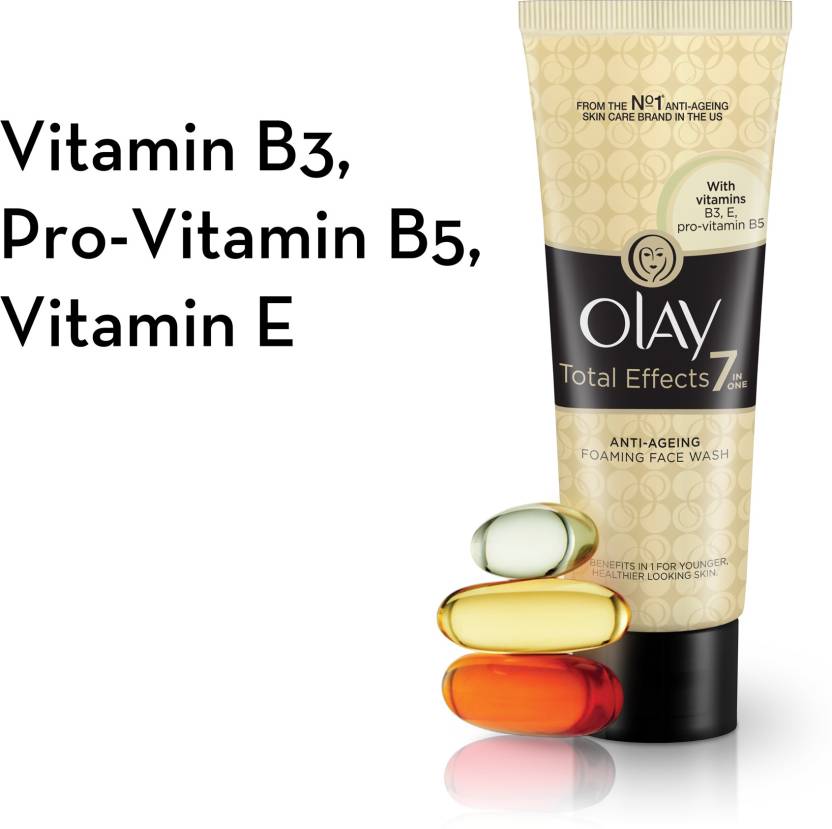 Vitamin B3,
Pro-Vitamin B5,
Vitamin E
FROM THE Nº1* ANTI-AGEING
SKIN CARE BRAND IN THE US
With
vitamins
B3, E,
pro-vitamin B5
OLAY
Total Effects 7 IN ONE
ANTI-AGEING
FOAMING FACE WASH
BENEFITS IN 1 FOR YOUNGER,
HEALTHIER LOOKING SKIN.